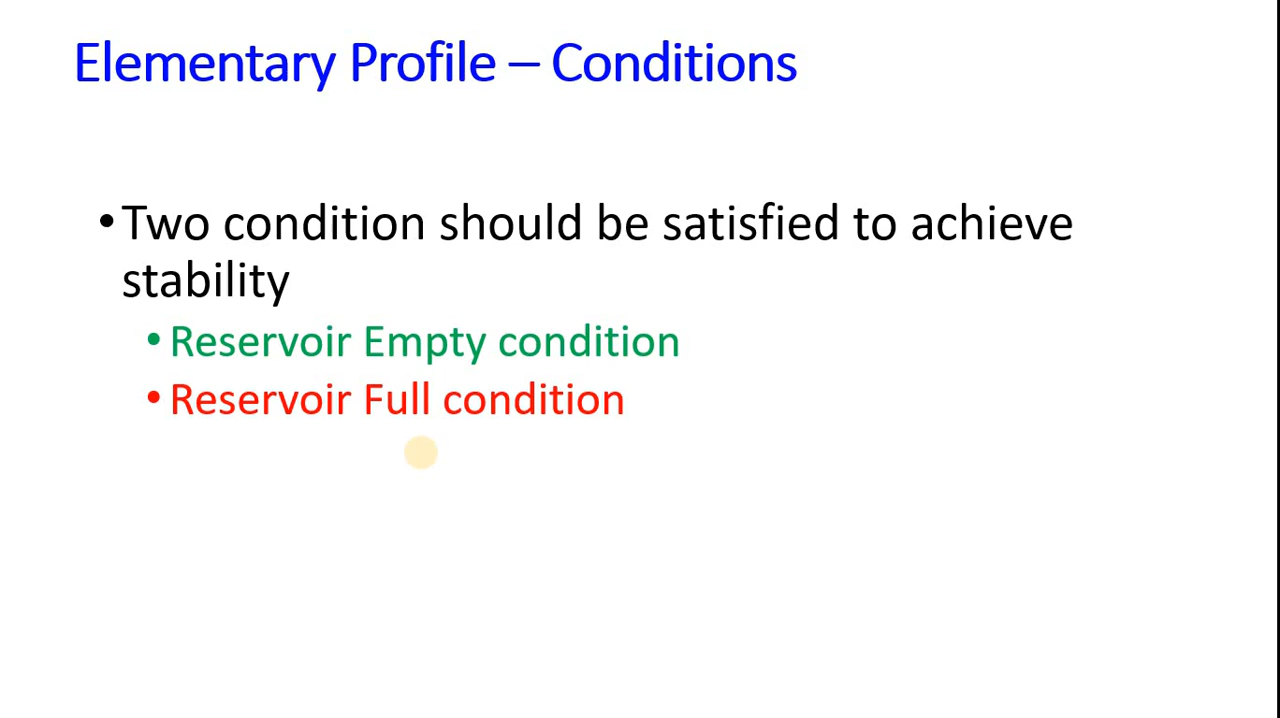 Elementary Profile – Conditions
•Two condition should be satisfied to achieve
stability
•Reservoir Empty condition
•Reservoir Full condition